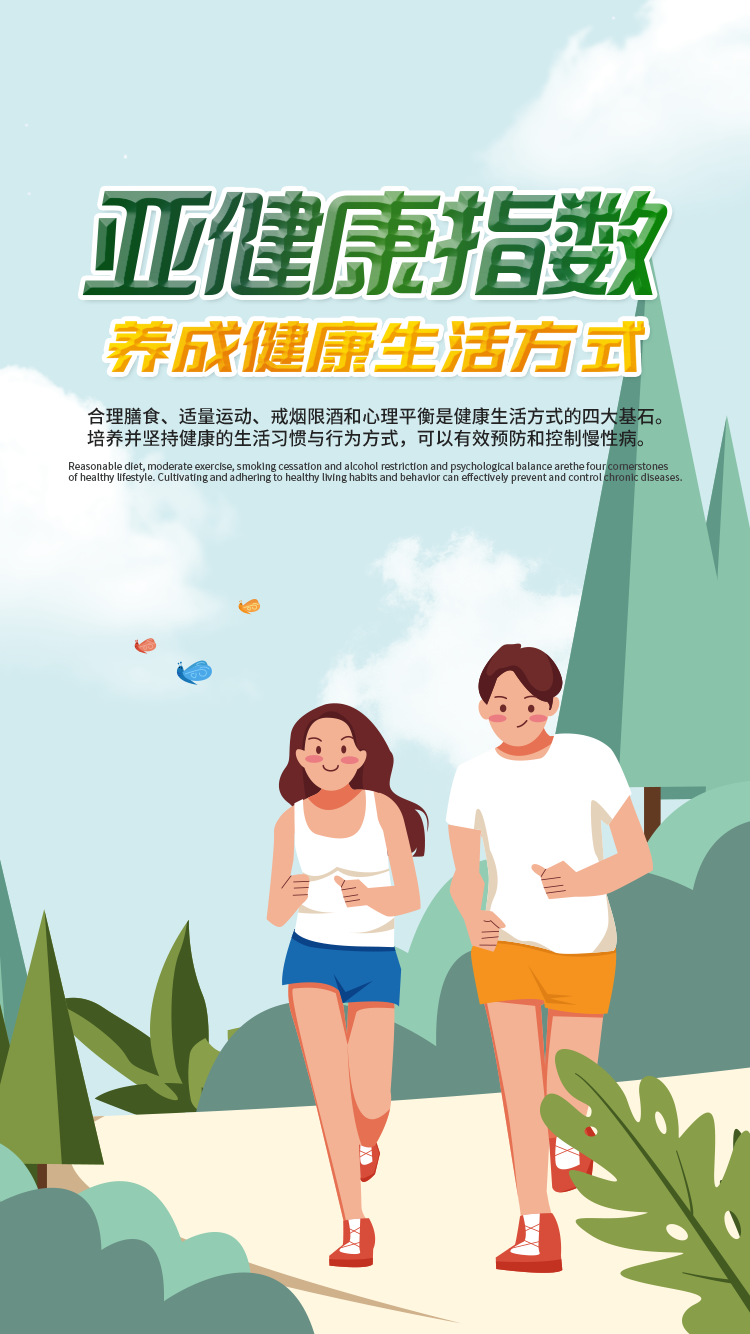 亚健康指数
养成健康生活方式
合理膳食、适量运动、戒烟限酒和心理平衡是健康生活方式的四大基石。
培养并坚持健康的生活习惯与行为方式，可以有效预防和控制慢性病。
Reasonable diet, moderate exercise, smoking cessation and alcohol restriction and psychological balance arethe four cornerstones
of healthy lifestyle. Cultivating and adhering to healthy living habits and behavior can effectively prevent and control chronic diseases.